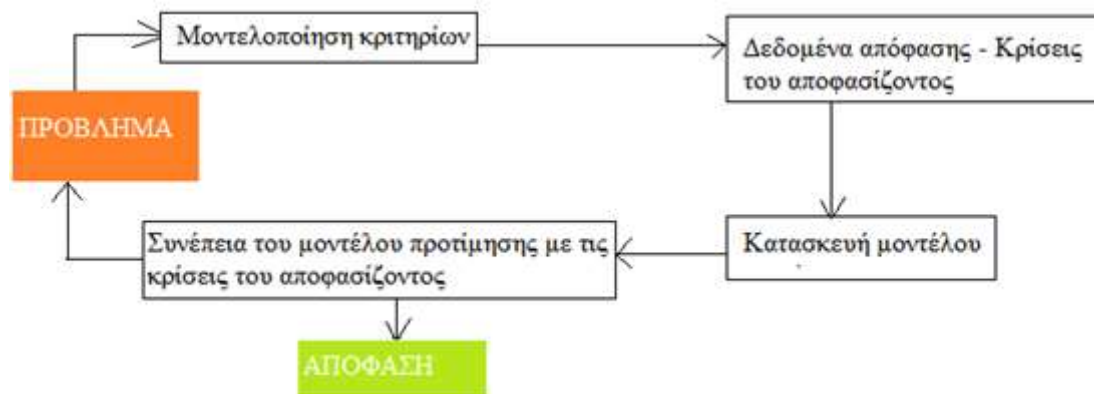 Μοντελοποίηση κριτηρίων
Δεδομένα απόφασης - Κρίσεις
του αποφασίζοντος
ΠΡΟΒΛΗΜΑ
Συνέπεια του μοντέλου προτίμησης με τις
κρίσεις του αποφασίζοντος
Κατασκευή μοντέλου
ΑΠΟΦΑΣΗ